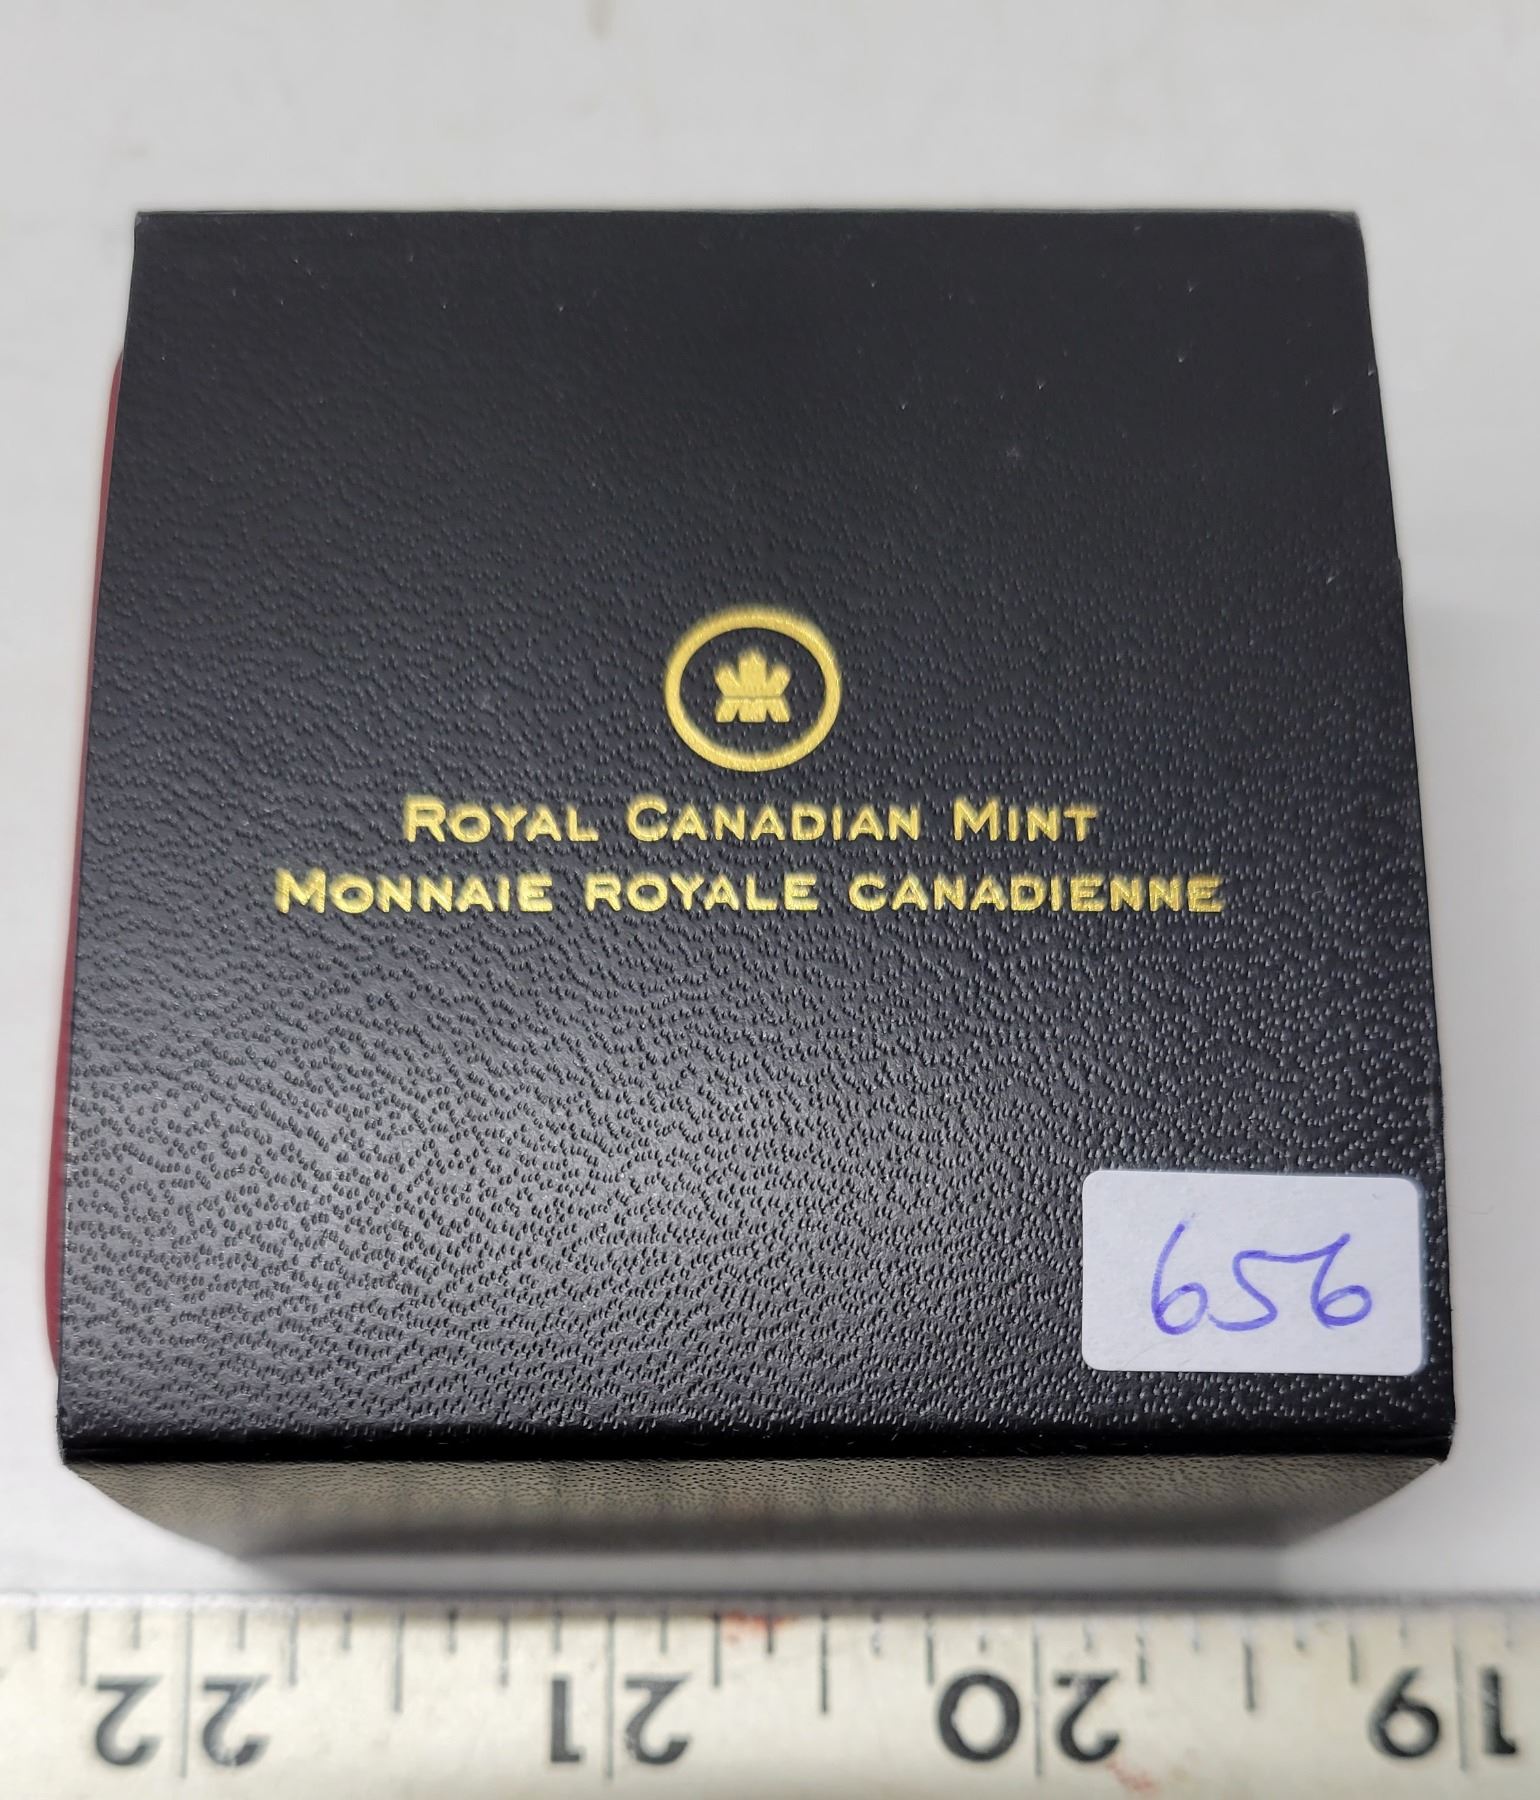 ROYAL CANADIAN MINT
MONNAIE ROYALE CANADIENNE
656
22 21 20 19